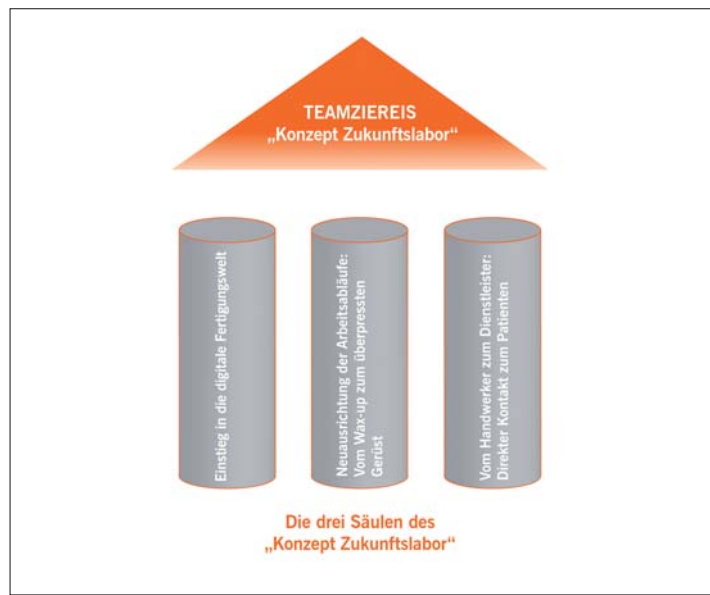 TEAMZIEREIS
„Konzept Zukunftslabor“
Einstieg in die digitale Fertigungswelt
Neuausrichtung der Arbeitsabläufe:
Vom Wax-up zum überpressten
Gerüst
Vom Handwerker zum Dienstleister:
Direkter Kontakt zum Patienten
Die drei Säulen des
„Konzept Zukunftslabor“